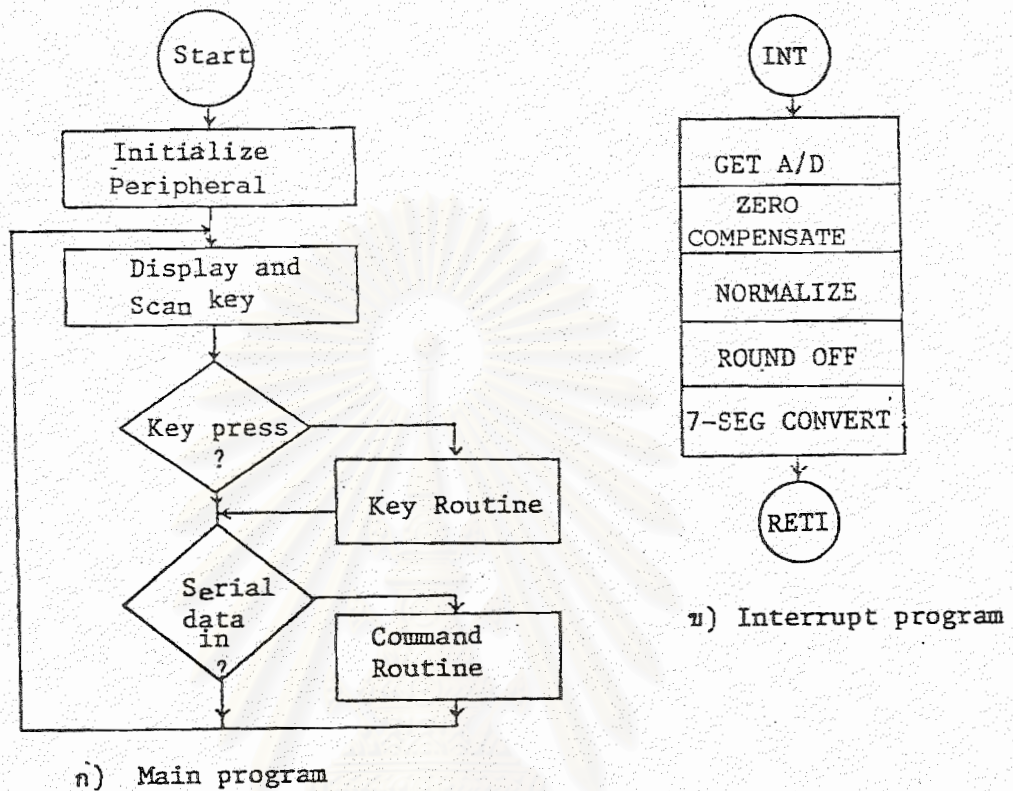 Start
Initialize
Peripheral
Display and
Scan key
Key press
?
Key Routine
Serial
data
in
?
Command
Routine
ก) Main program
INT
GET A/D
ZERO
COMPENSATE
NORMALIZE
ROUND OFF
7-SEG CONVERT
RETI
ข) Interrupt program